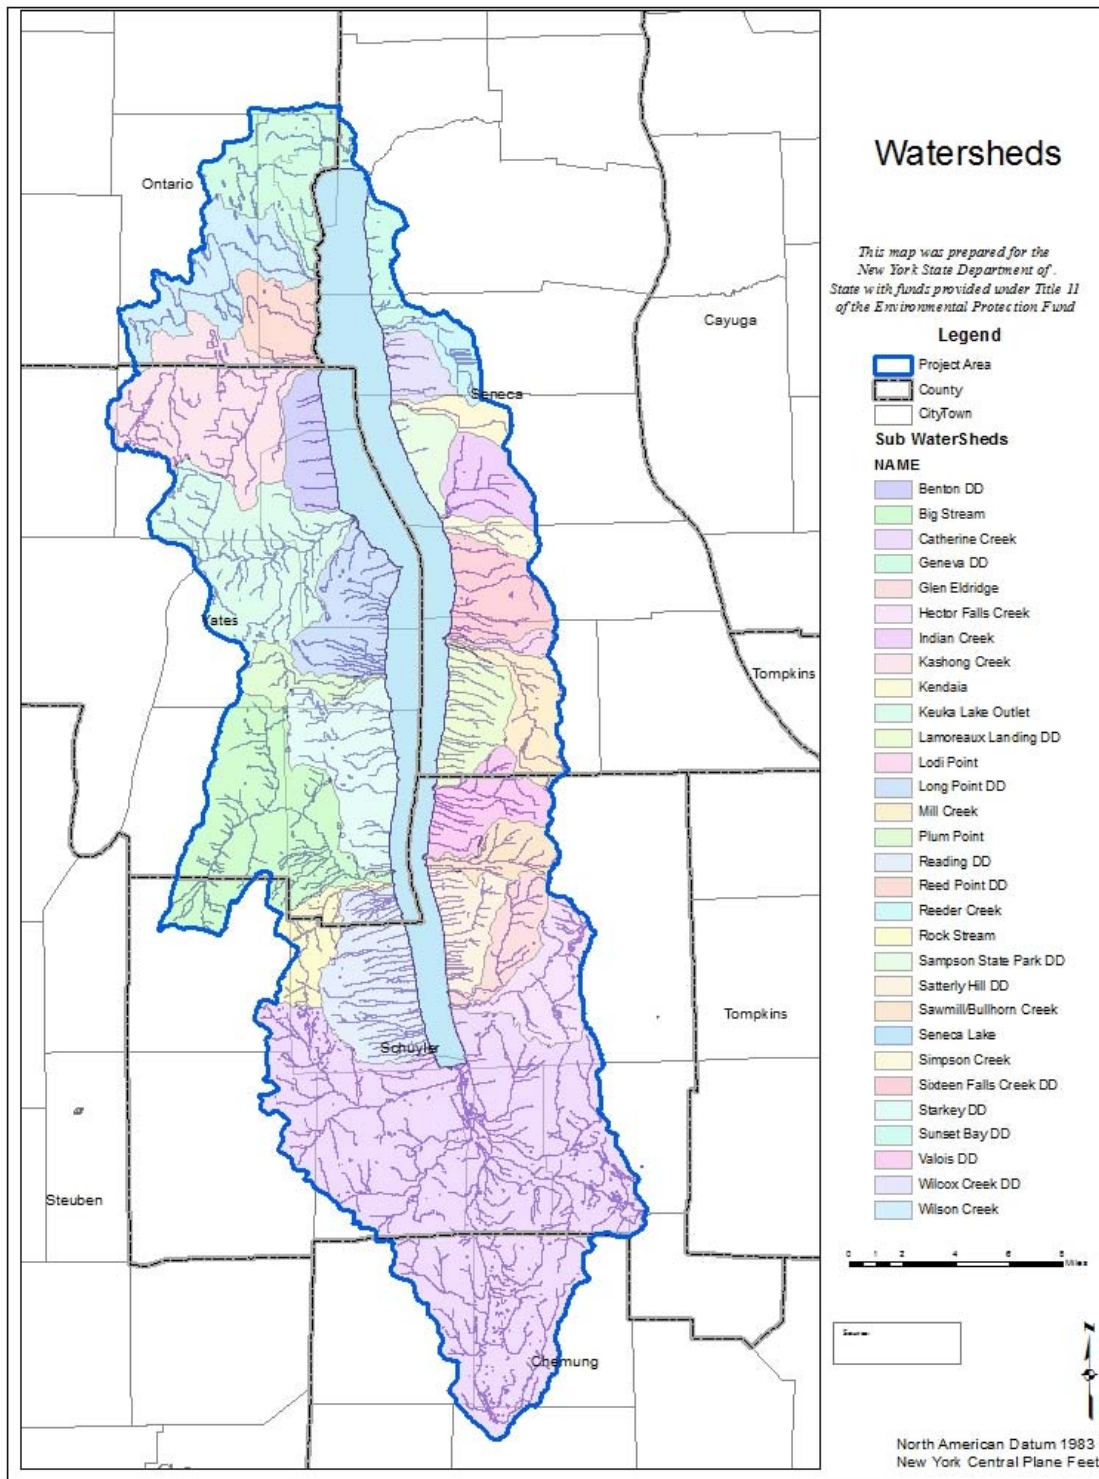 Watersheds
This map was prepared for the
New York State Department of .
State with funds provided under Title 11
of the Environmental Protection Fund
Legend
Project Area
County
CityTown
Sub WaterSheds
NAME
Benton DD
Big Stream
Catherine Creek
Geneva DD
Glen Eldridge
Hector Falls Creek
Indian Creek
Kashong Creek
Kendaia
Keuka Lake Outlet
Lamoreaux Landing DD
Lodi Point
Long Point DD
Mill Creek
Plum Point
Reading DD
Reed Point DD
Reeder Creek
Rock Stream
Sampson State Park DD
Satterly Hill DD
Sawmill/Bullhorn Creek
Seneca Lake
Simpson Creek
Sixteen Falls Creek DD
Starkey DD
Sunset Bay DD
Valois DD
Wilcox Creek DD
Wilson Creek
0 1 2 4 6 8
Miles
Source:
N
North American Datum 1983
New York Central Plane Feet
Ontario
Cayuga
Seneca
Yates
Tompkins
Tompkins
Schuyler
Steuben
Chemung